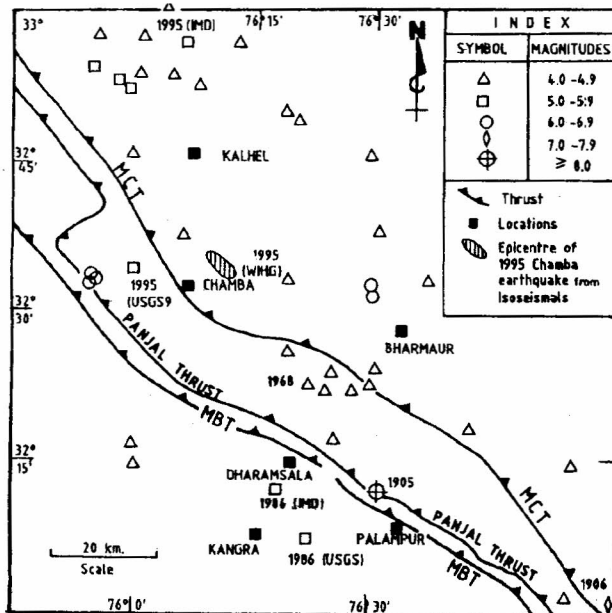 33°
1995 (IMD)
76°15'
76°30'
N
INDEX
SYMBOL MAGNITUDES
4.0 -4.9
5.0 -5.9
6.0 -6.9
7.0 -7.9
≥ 8.0
Thrust
Locations
Epicentre of
1995 Chamba
earthquake from
Isoseismals
32°
45'
KALHEL
MCT
1995
(WIHG)
CHAMBA
1995
(USGS9
32°
30'
BHARMAUR
PANJAL THRUST
MBT
1968
32°
15'
DHARAMSALA
1905
1986 (IMD)
KANGRA
1986 (USGS)
PALAMPUR
PANJAL THRUST
MBT
MCT
1906
20 km.
Scale
76°0'
76°30'